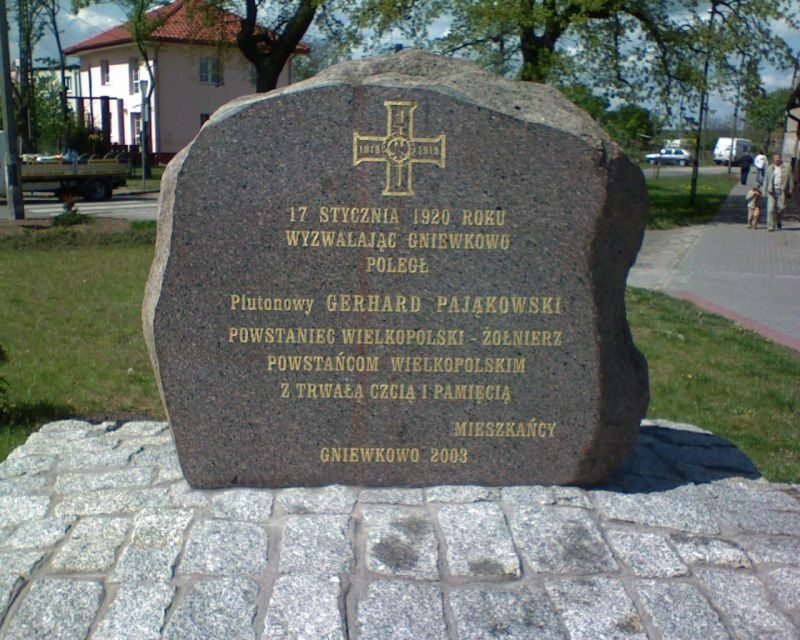 1918 1919
17 STYCZNIA 1920 ROKU
WYZWALAJĄC GNIEWKOWO
POLEGŁ
Plutonowy GERHARD PAJĄKOWSKI
POWSTANIEC WIELKOPOLSKI - ŻOŁNIERZ
POWSTAŃCOM WIELKOPOLSKIM
Z TRWAŁĄ CZCIĄ I PAMIĘCIĄ
MIESZKAŃCY
GNIEWKOWO 2003